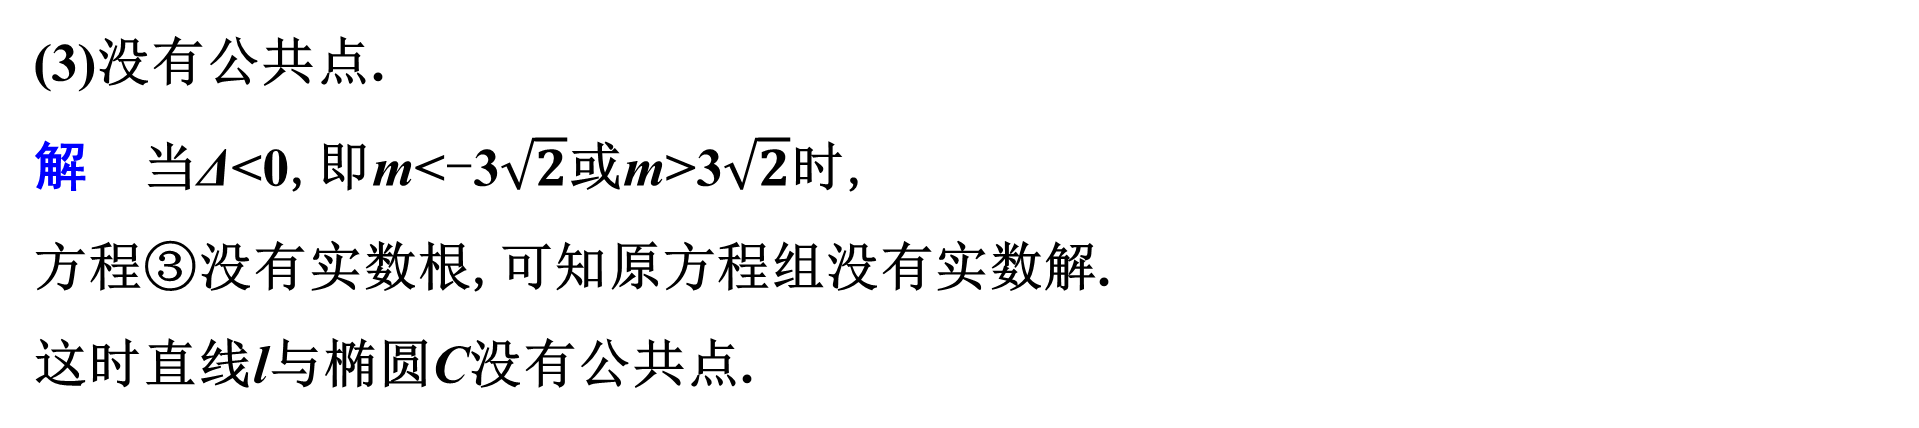 (3)没有公共点.
解 当Δ<0, 即m<-3√2或m>3√2时,
方程③没有实数根, 可知原方程组没有实数解.
这时直线l与椭圆C没有公共点.